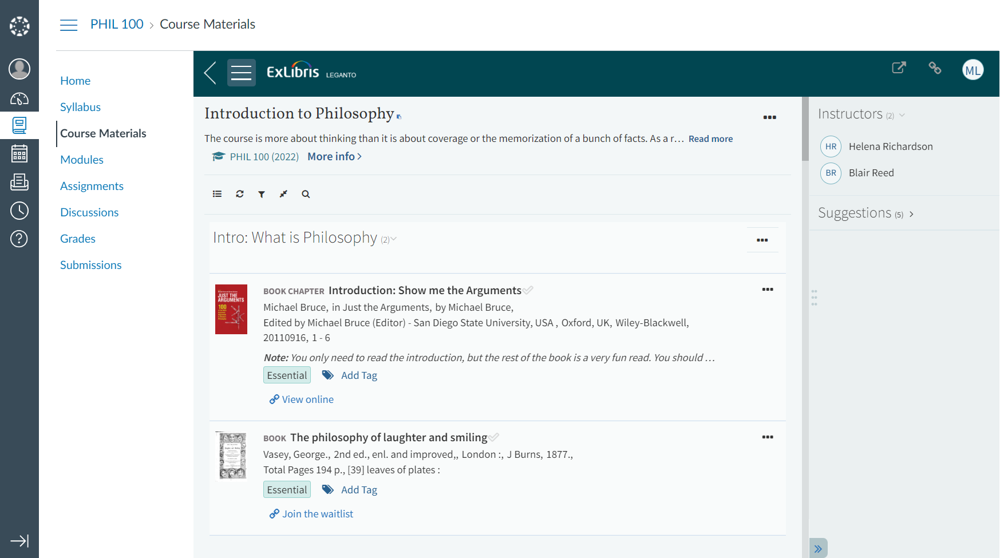 PHIL 100 › Course Materials
Home
Syllabus
Course Materials
Modules
Assignments
Discussions
Grades
Submissions
ExLibris LEGANTO
ML
Introduction to Philosophy
The course is more about thinking than it is about coverage or the memorization of a bunch of facts. As a r... Read more
PHIL 100 (2022) More info >
Intro: What is Philosophy (2)
JUST THE
ARGUMENTS
100
BOOK CHAPTER Introduction: Show me the Arguments
Michael Bruce, in Just the Arguments, by Michael Bruce,
Edited by Michael Bruce (Editor) - San Diego State University, USA , Oxford, UK, Wiley-Blackwell,
20110916, 1 - 6
Note: You only need to read the introduction, but the rest of the book is a very fun read. You should ...
Essential Add Tag
View online
BOOK The philosophy of laughter and smiling
Vasey, George., 2nd ed., enl. and improved,, London :, J Burns, 1877.,
Total Pages 194 p., [39] leaves of plates :
Essential Add Tag
Join the waitlist
Instructors (2)
HR Helena Richardson
BR Blair Reed
Suggestions (5) >